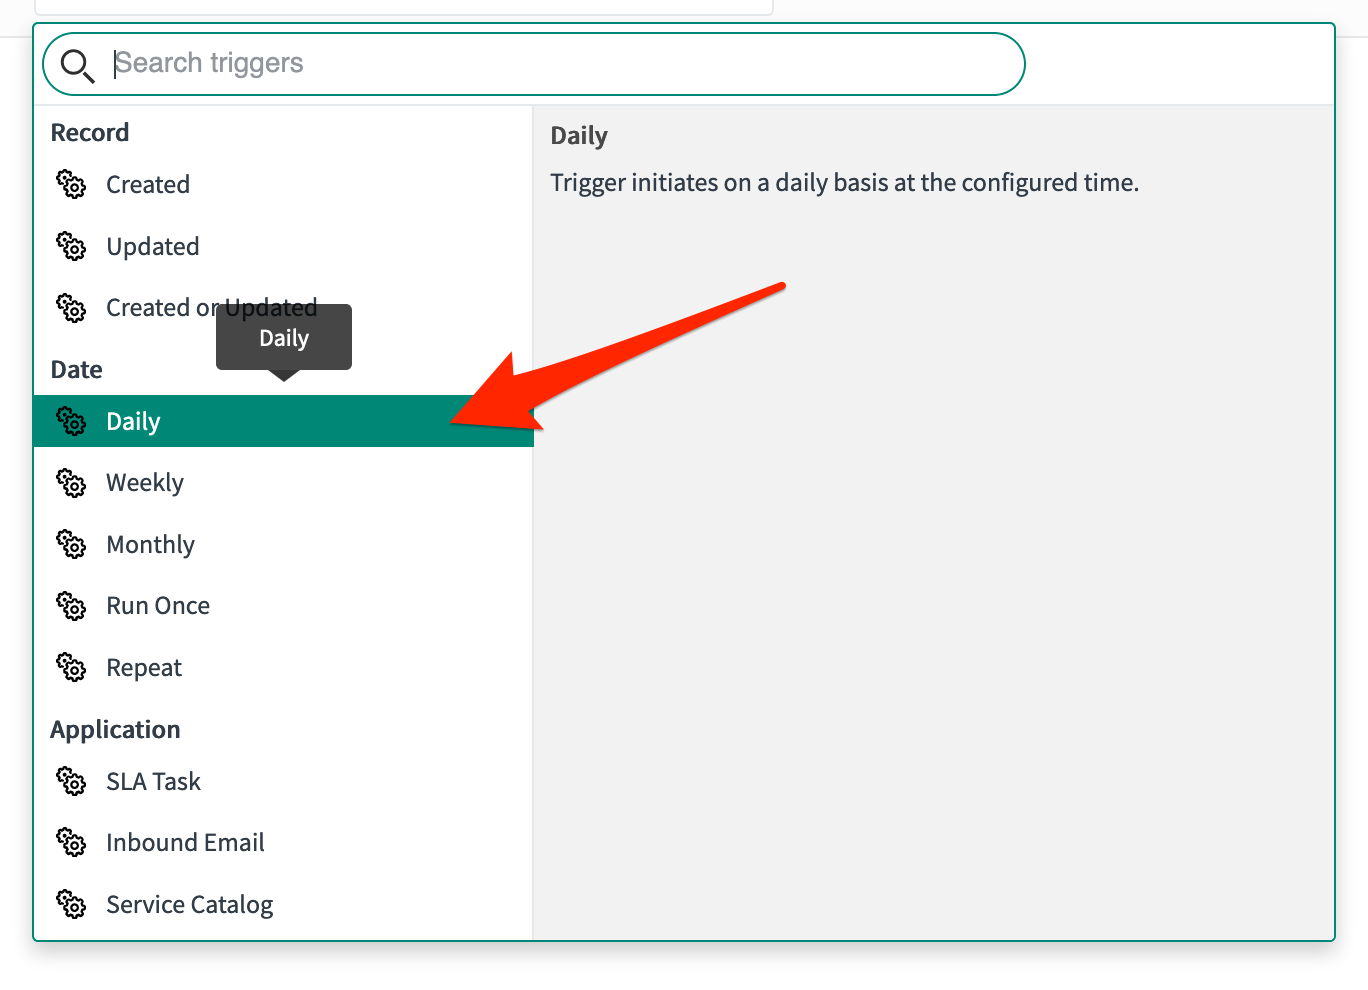 Search triggers
Record
Created
Updated
Created or Updated
Daily
Date
Daily
Weekly
Monthly
Run Once
Repeat
Application
SLA Task
Inbound Email
Service Catalog
Daily
Trigger initiates on a daily basis at the configured time.